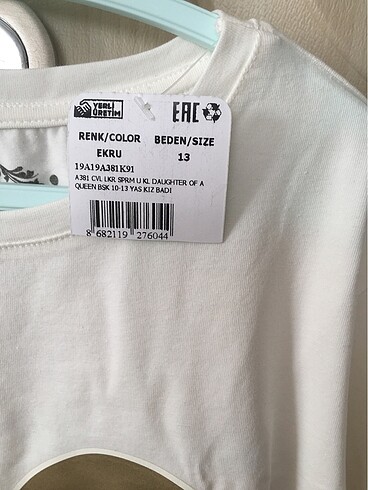 YERLİ
ÜRETİM
EAC
RENK/COLOR BEDEN/SIZE
EKRU 13
19A19A381K91
A381 CVL LKR SPRM U KL DAUGHTER OF A
QUEEN BSK 10-13 YAS KIZ BADI
8 682119 276044